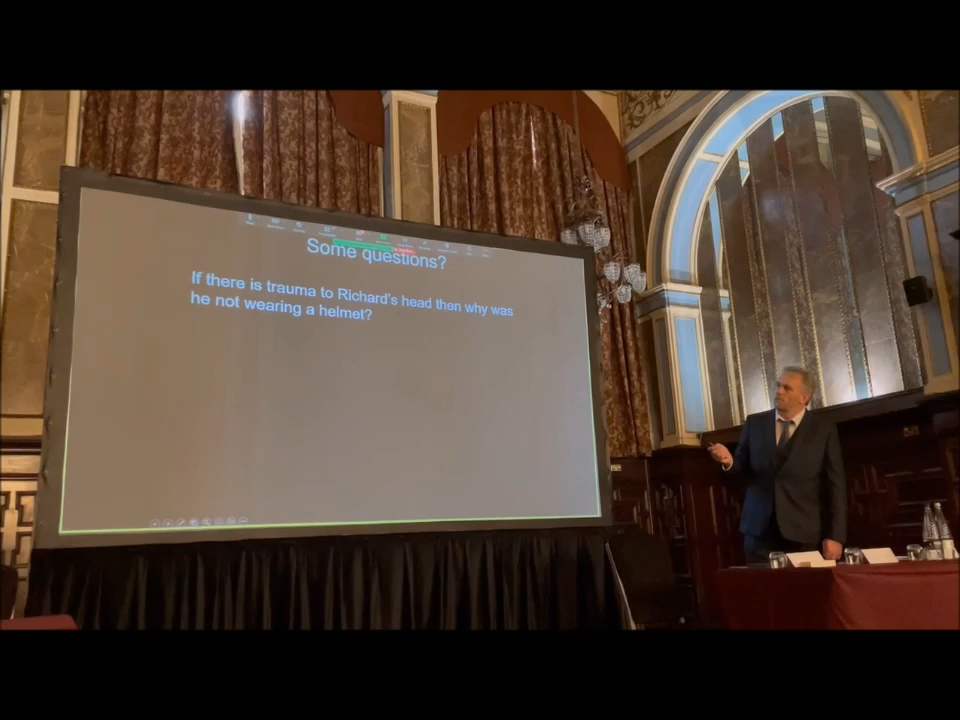 Some questions?
If there is trauma to Richard's head then why was
he not wearing a helmet?